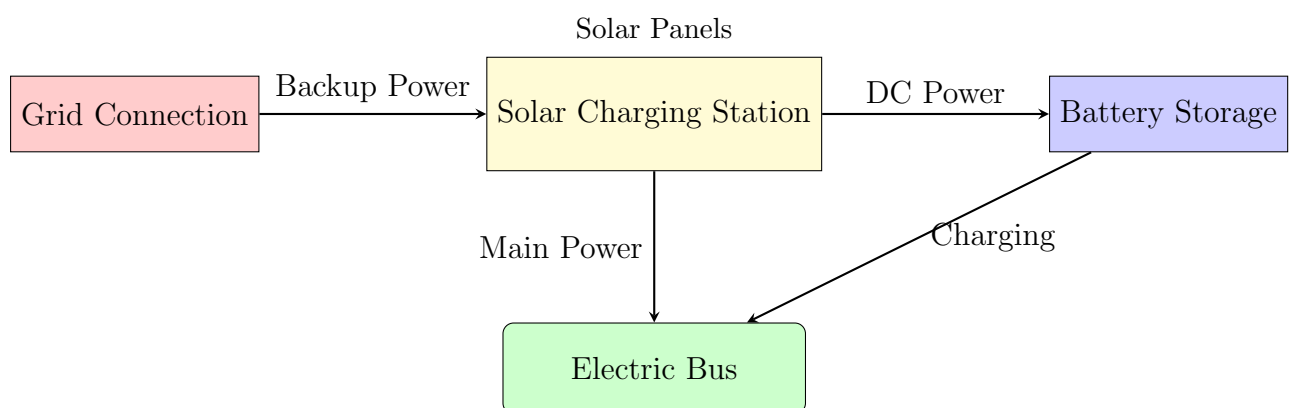 Solar Panels
Grid Connection
Backup Power
Solar Charging Station
DC Power
Battery Storage
Main Power
Charging
Electric Bus